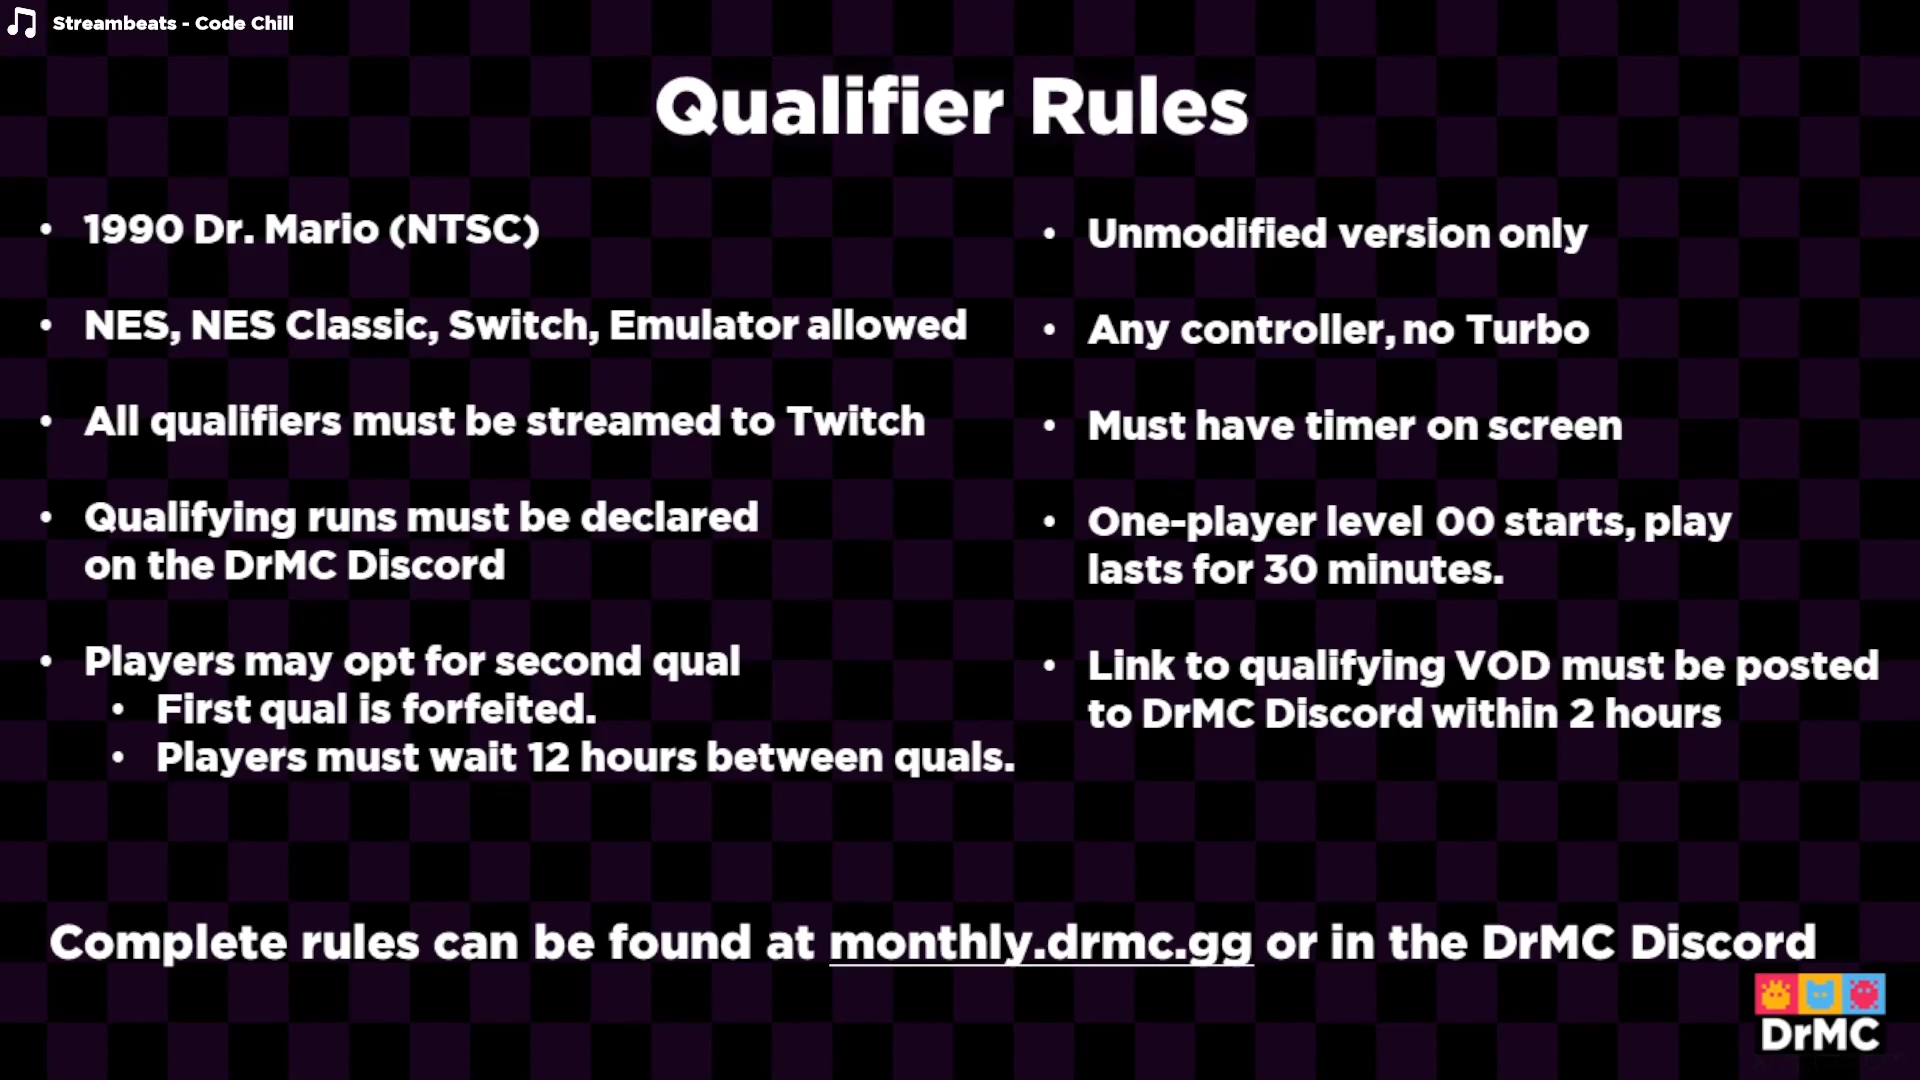 Streambeats - Code Chill
Qualifier Rules
• 1990 Dr. Mario (NTSC)
• NES, NES Classic, Switch, Emulator allowed
• All qualifiers must be streamed to Twitch
• Qualifying runs must be declared
on the DrMC Discord
• Players may opt for second qual
• First qual is forfeited.
• Players must wait 12 hours between quals.
• Unmodified version only
• Any controller, no Turbo
• Must have timer on screen
• One-player level 00 starts, play
lasts for 30 minutes.
• Link to qualifying VOD must be posted
to DrMC Discord within 2 hours
Complete rules can be found at monthly.drmc.gg or in the DrMC Discord
DrMC